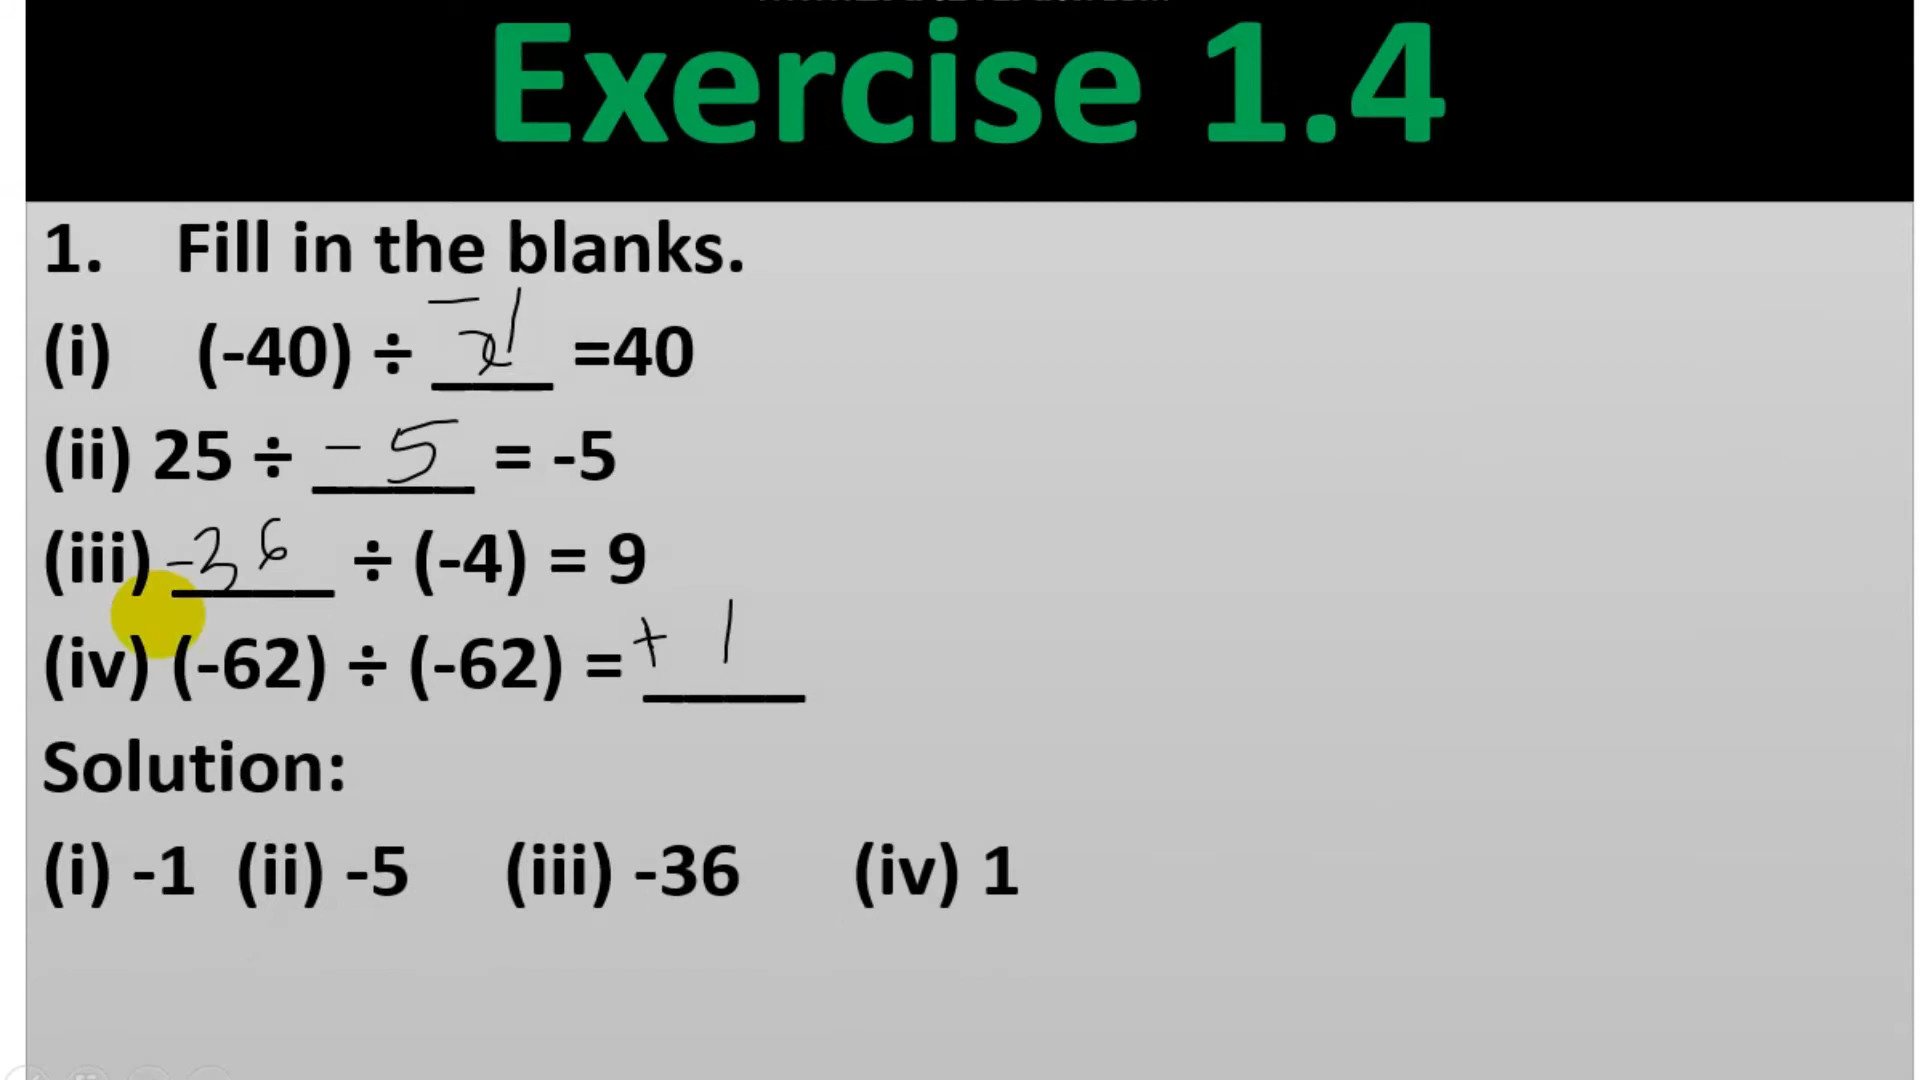 Exercise 1.4
1. Fill in the blanks.
(i) (-40) ÷ -1 =40
(ii) 25 ÷ -5 = -5
(iii) -36 ÷ (-4) = 9
(iv) (-62) ÷ (-62) = +1
Solution:
(i) -1 (ii) -5 (iii) -36 (iv) 1